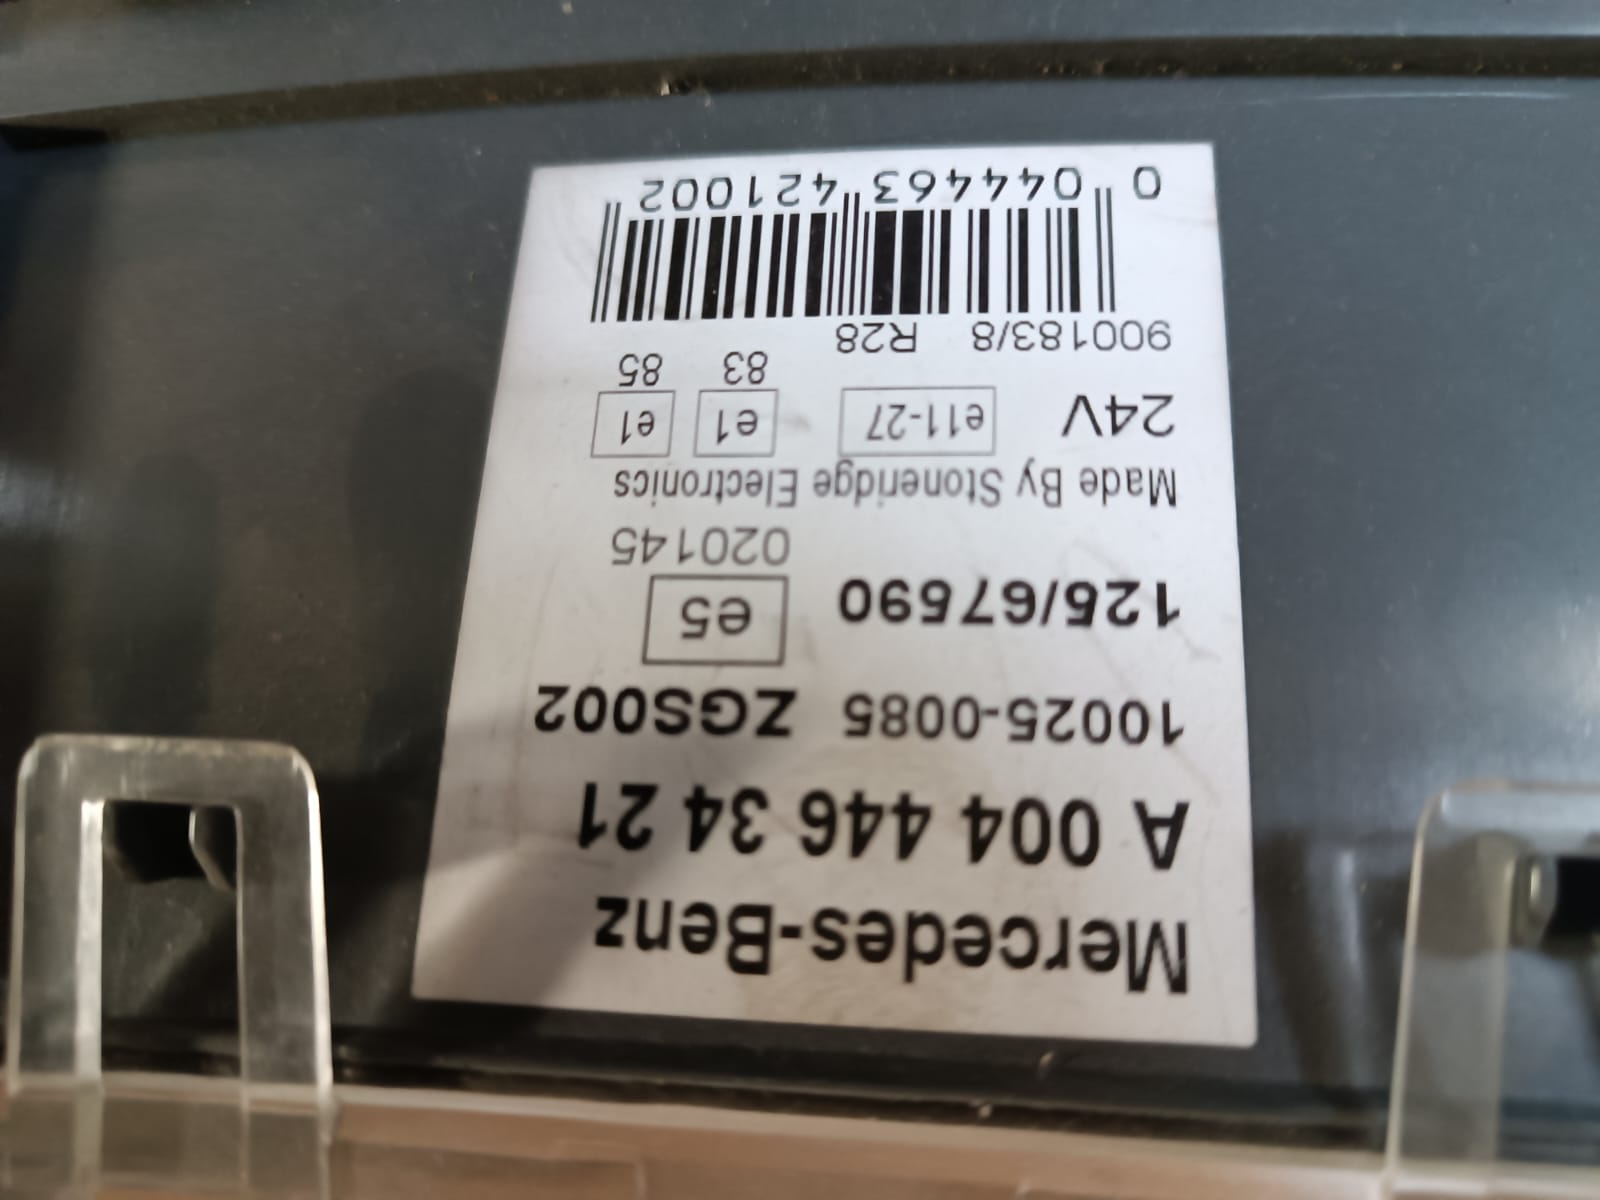 Mercedes-Benz
A 004 446 34 21
10025-0085 ZGS002
125/67590 e5
020145
Made By Stoneridge Electronics
24V e11-27 e1 e1
83 85
900183/8 R28
0 044463 421002